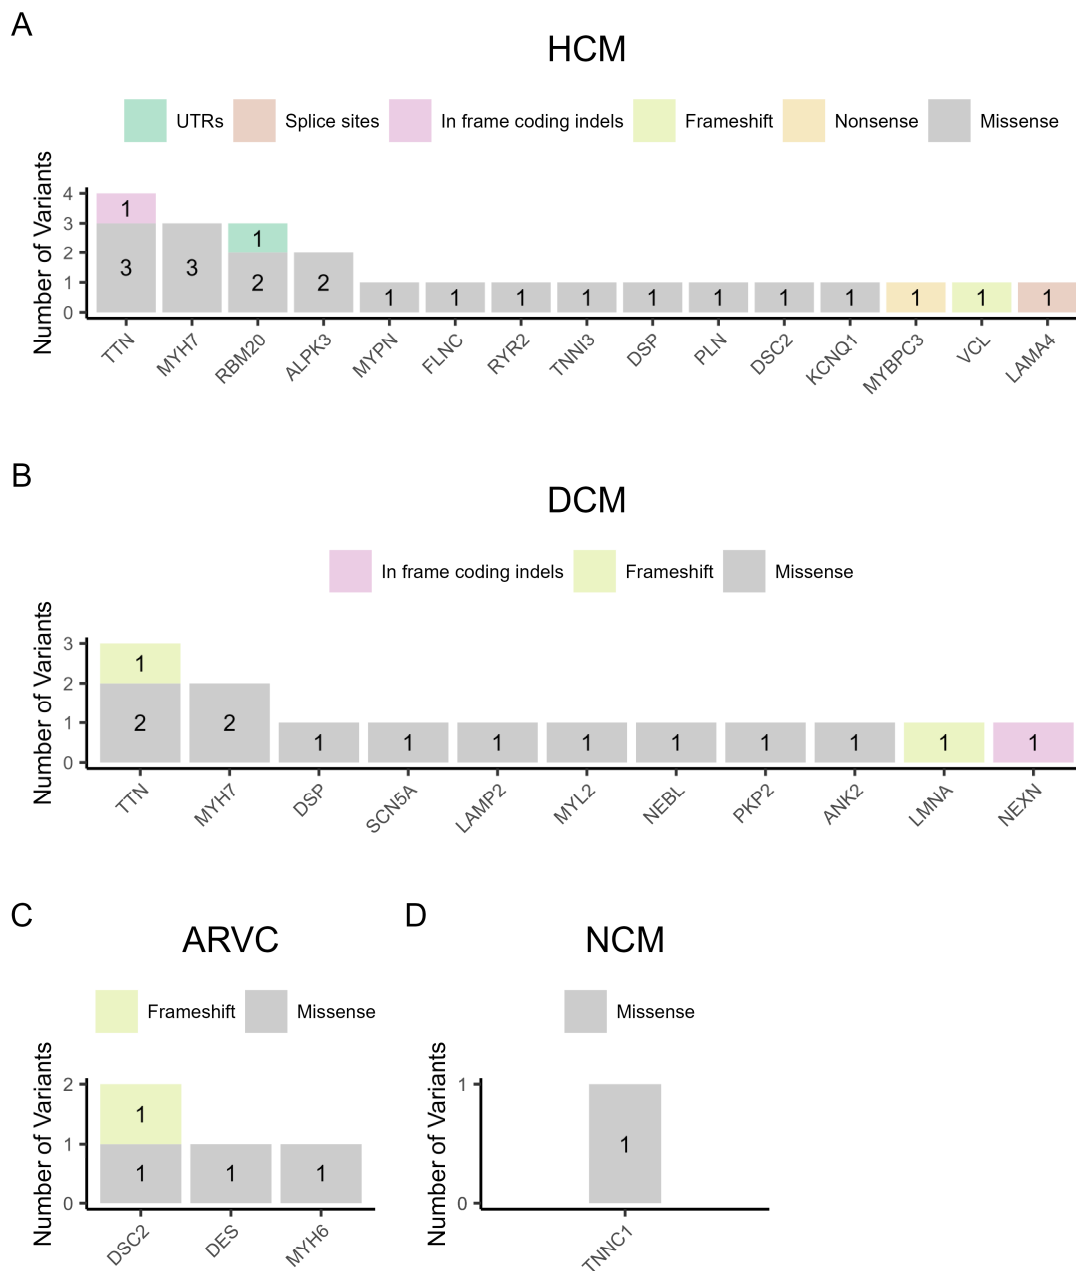 A
HCM
UTRs Splice sites In frame coding indels Frameshift Nonsense Missense
Number of Variants
4
3
2
1
0
1
3
3
1
2
2
1
1
1
1
1
1
1
1
1
1
1
TTN MYH7 RBM20 ALPK3 MYPN FLNC RYR2 TNNI3 DSP PLN DSC2 KCNQ1 MYBPC3 VCL LAMA4
B
DCM
In frame coding indels Frameshift Missense
Number of Variants
3
2
1
0
1
2
2
1
1
1
1
1
1
1
1
1
TTN MYH7 DSP SCN5A LAMP2 MYL2 NEBL PKP2 ANK2 LMNA NEXN
C
ARVC
Frameshift Missense
Number of Variants
2
1
0
1
1
1
1
DSC2 DES MYH6
D
NCM
Missense
Number of Variants
1
0
1
TNNC1